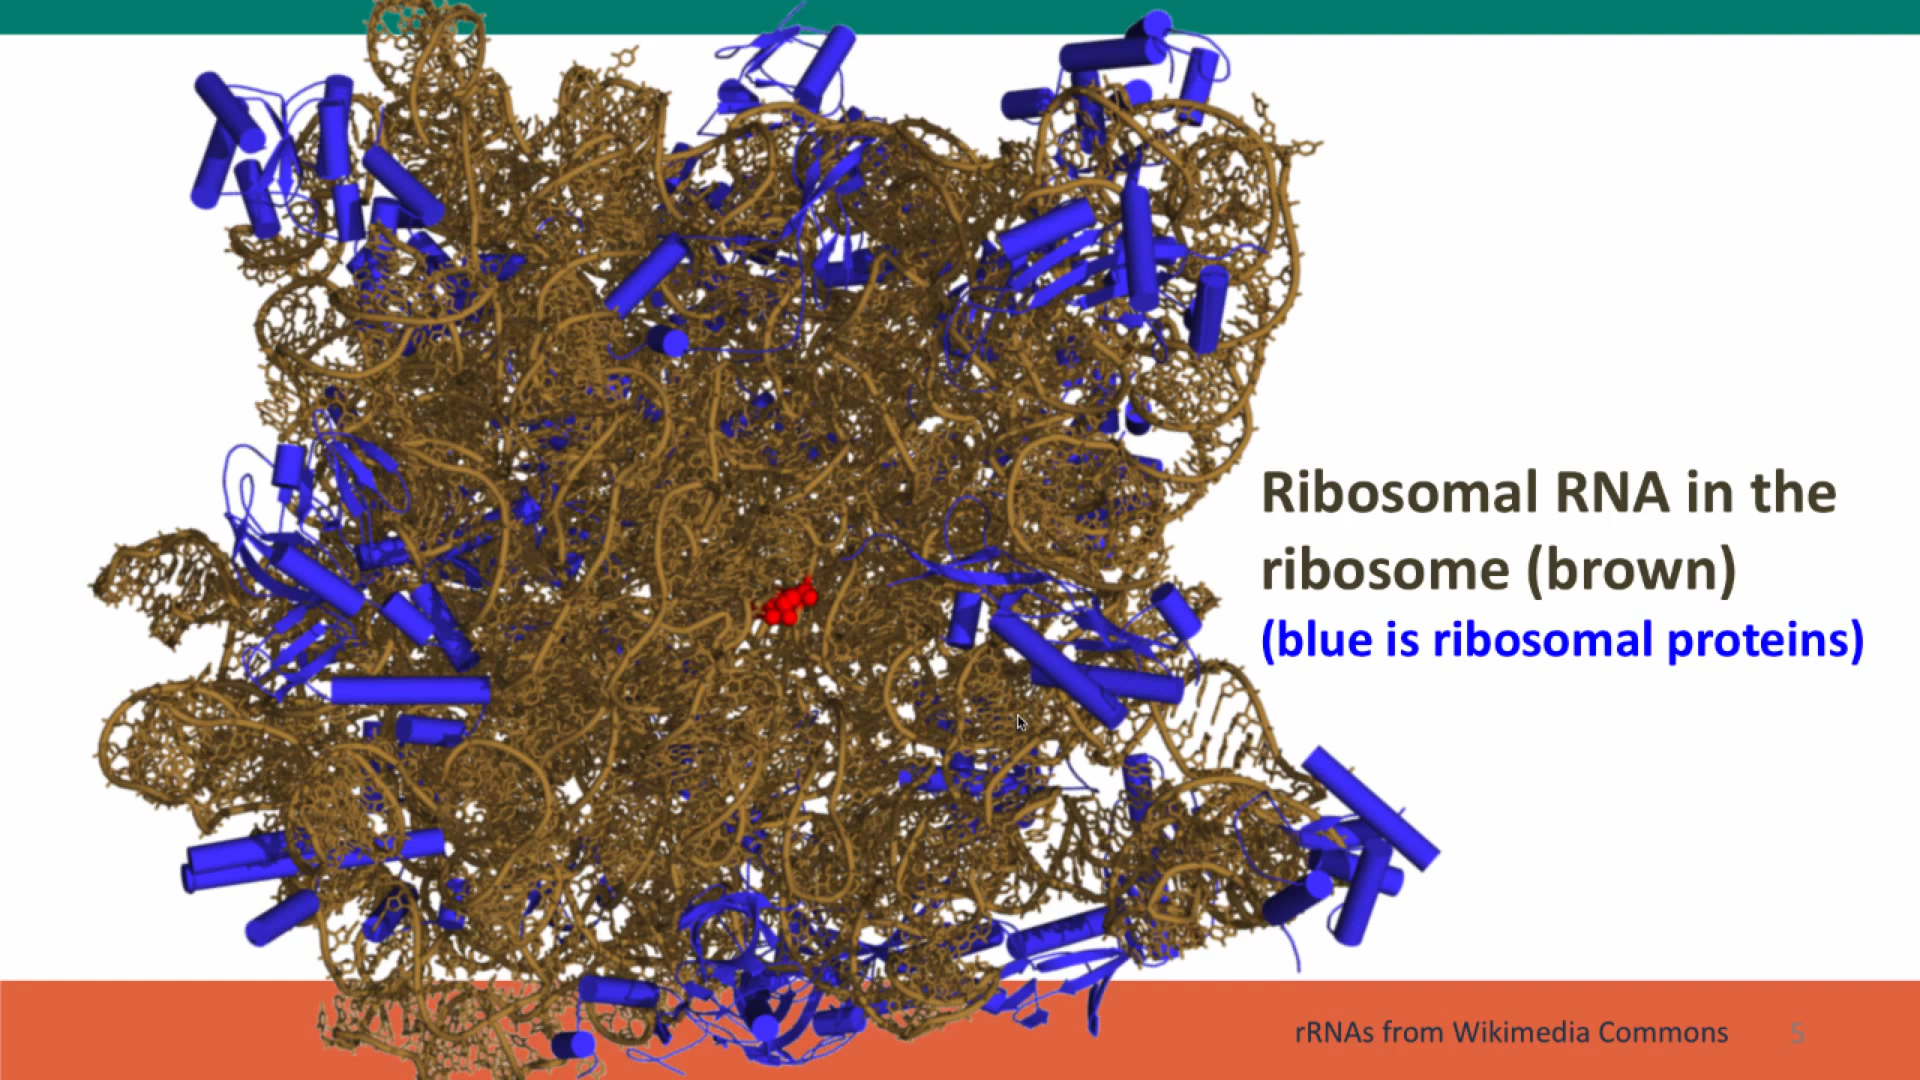 Ribosomal RNA in the
ribosome (brown)
(blue is ribosomal proteins)
rRNAs from Wikimedia Commons 5